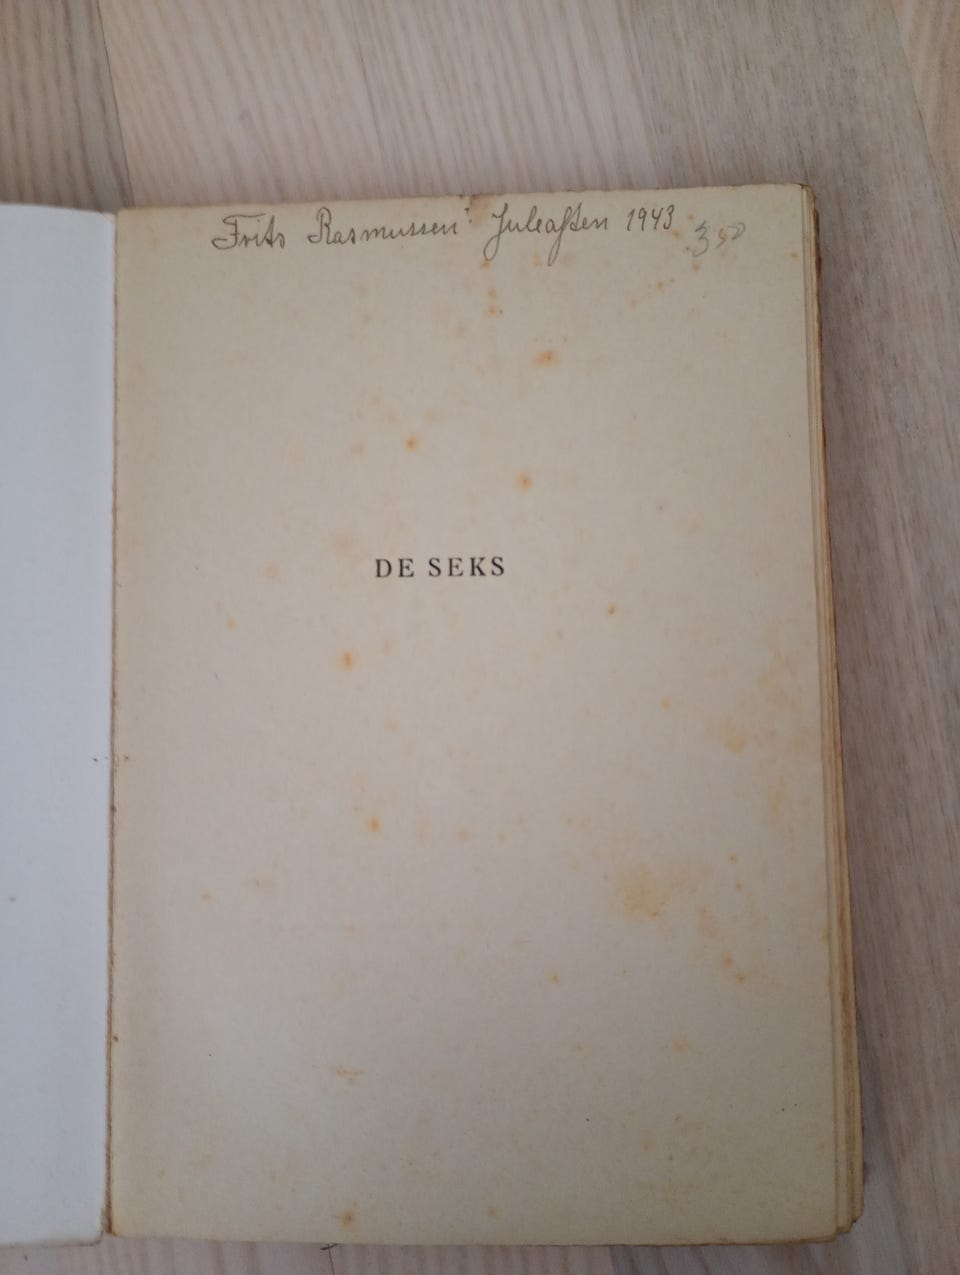 Frits Rasmussen: Juleaften 1943 3 50
DE SEKS